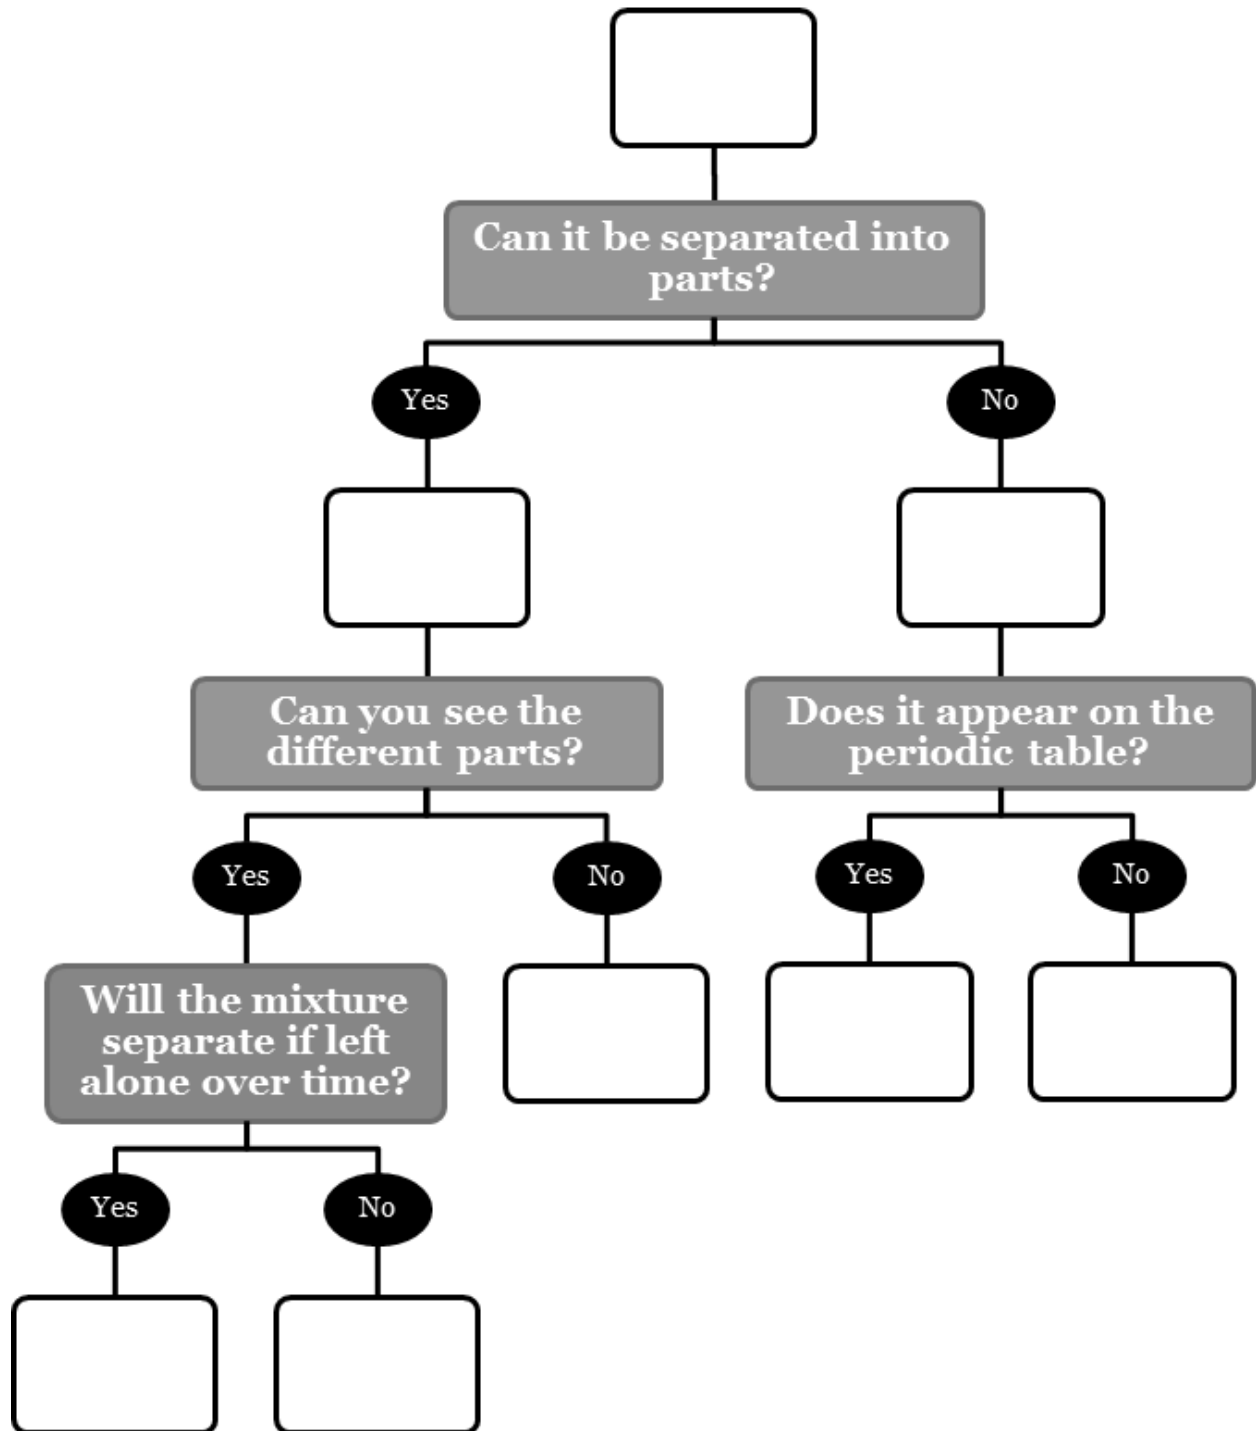 Can it be separated into
parts?
Yes
No
Can you see the
different parts?
Does it appear on the
periodic table?
Yes
No
Yes
No
Will the mixture
separate if left
alone over time?
Yes
No